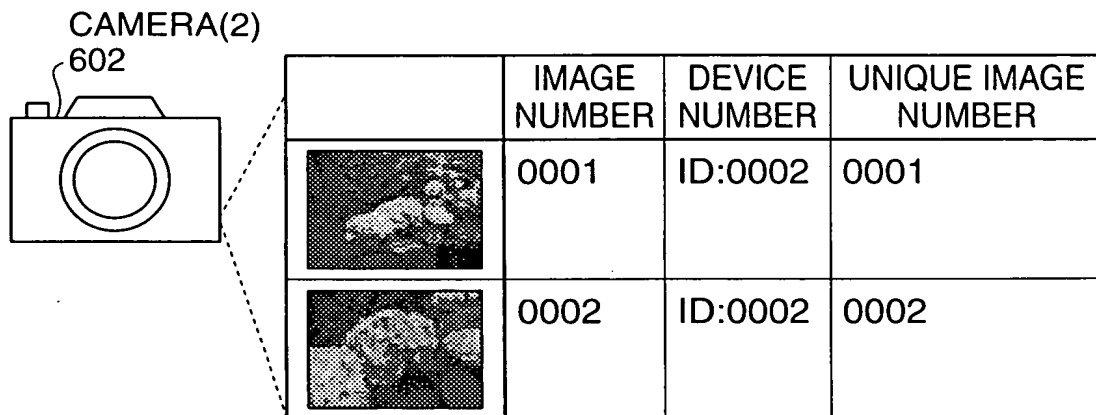 CAMERA(2)
602
IMAGE NUMBER DEVICE NUMBER UNIQUE IMAGE NUMBER
0001 ID:0002 0001
0002 ID:0002 0002